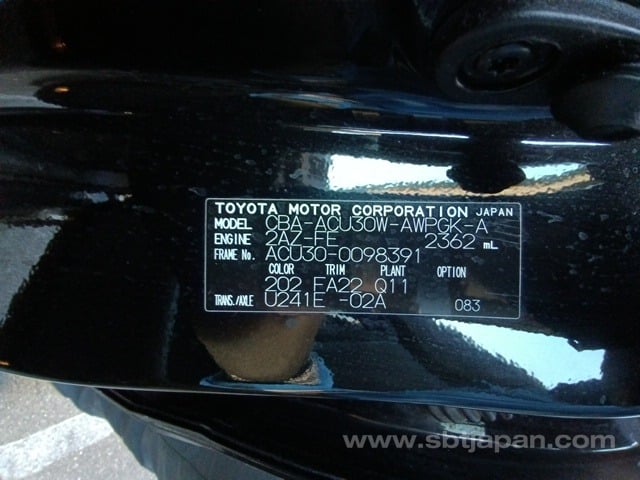 TOYOTA MOTOR CORPORATION JAPAN
MODEL CBA-ACU30W-AWPGK-A
ENGINE 2AZ-FE 2362 mL
FRAME No. ACU30-0098391
COLOR TRIM PLANT OPTION
202 FA22 Q11
TRANS./AXLE U241E -02A 083
www.sbtjapan.com